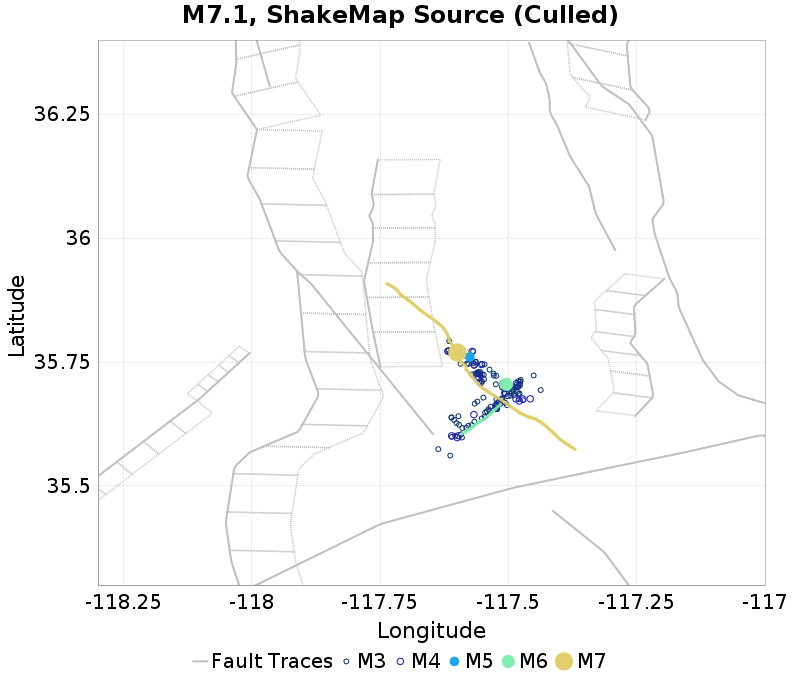 M7.1, ShakeMap Source (Culled)
36.25
36
35.75
35.5
Latitude
-118.25 -118 -117.75 -117.5 -117.25 -117
Longitude
Fault Traces M3 M4 M5 M6 M7